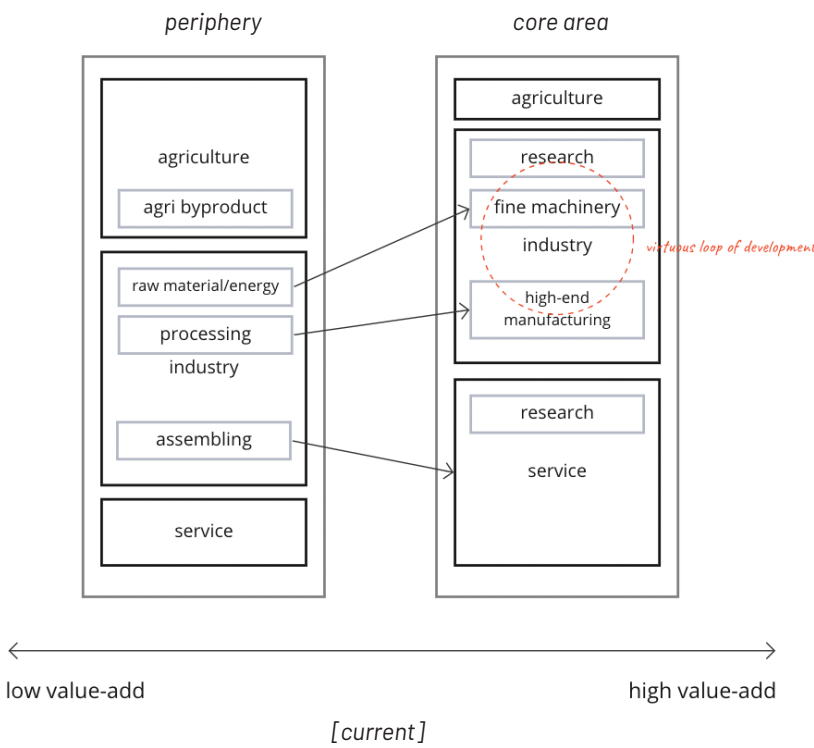 periphery
core area
agriculture
agri byproduct
raw material/energy
processing
industry
assembling
service
agriculture
research
fine machinery
industry
virtuous loop of development
high-end
manufacturing
research
service
low value-add
high value-add
[current]